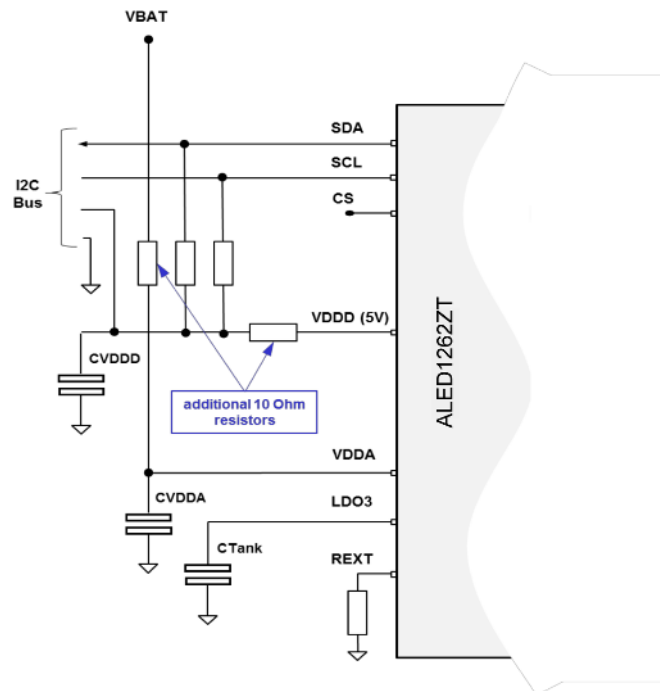 VBAT
SDA
SCL
I2C
Bus
CS
VDDD (5V)
CVDDD
additional 10 Ohm
resistors
ALED1262ZT
VDDA
CVDDA
LDO3
CTank
REXT